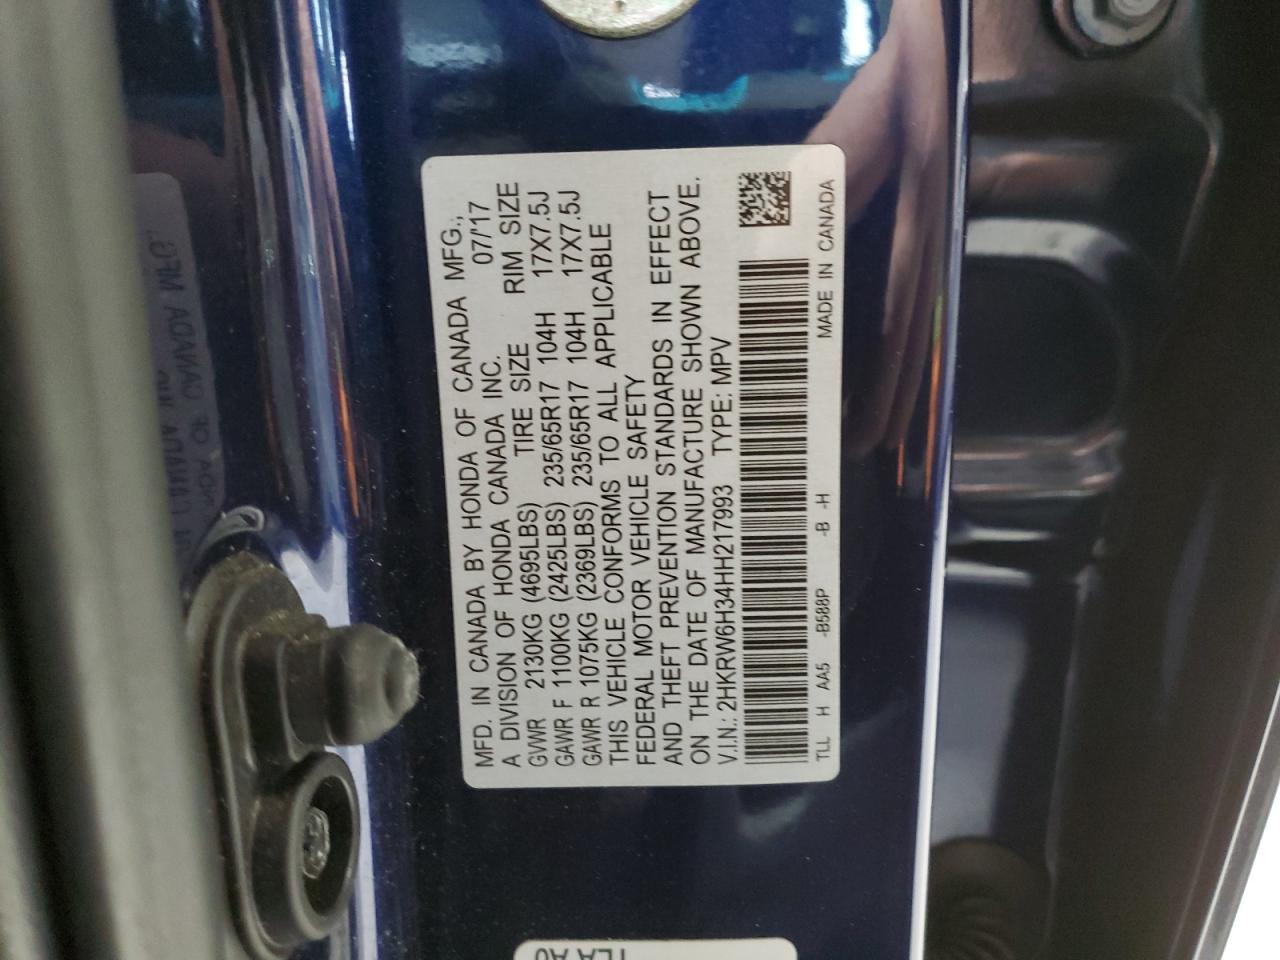 MFD. IN CANADA BY HONDA OF CANADA MFG.,
A DIVISION OF HONDA CANADA INC. 07/'17
GVWR 2130KG (4695LBS) TIRE SIZE RIM SIZE
GAWR F 1100KG (2425LBS) 235/65R17 104H 17X7.5J
GAWR R 1075KG (2369LBS) 235/65R17 104H 17X7.5J
THIS VEHICLE CONFORMS TO ALL APPLICABLE
FEDERAL MOTOR VEHICLE SAFETY
AND THEFT PREVENTION STANDARDS IN EFFECT
ON THE DATE OF MANUFACTURE SHOWN ABOVE.
V.I.N.: 2HKRW6H34HH217993 TYPE: MPV
TLL H AA5 -B588P -B -H MADE IN CANADA